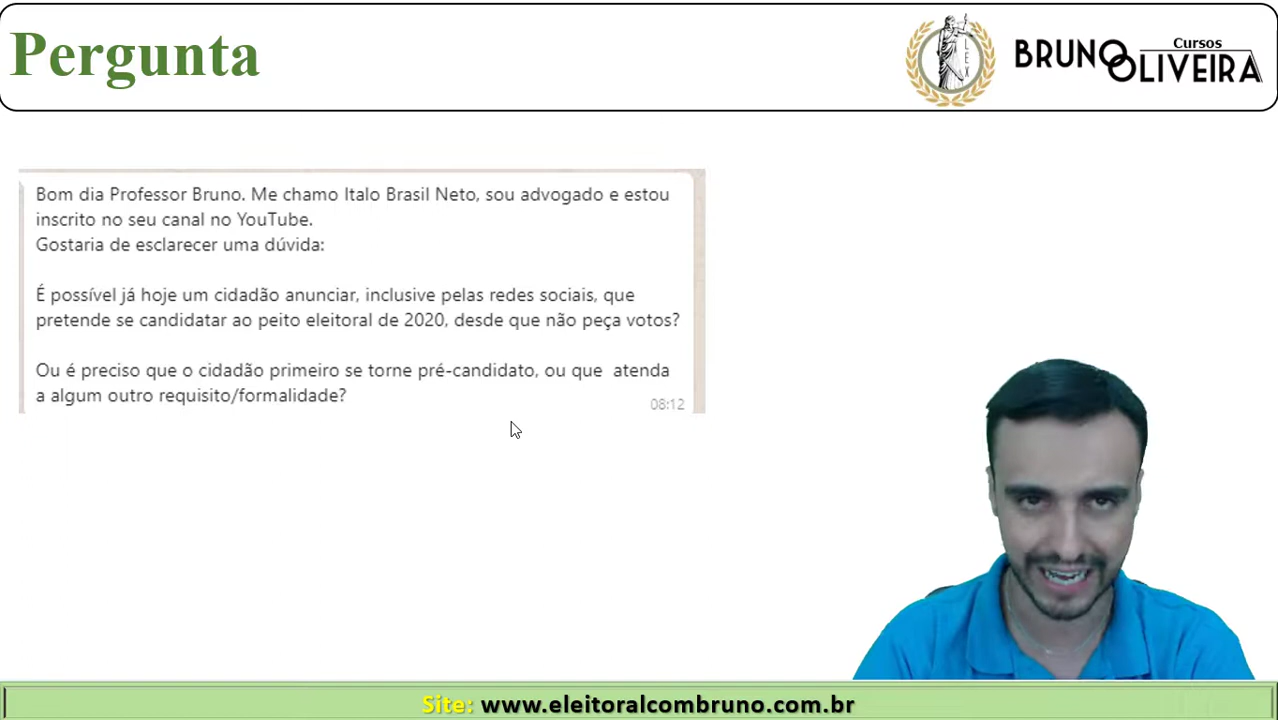 Pergunta
LEX
Cursos
BRUNO
OLIVEIRA
Bom dia Professor Bruno. Me chamo Italo Brasil Neto, sou advogado e estou
inscrito no seu canal no YouTube.
Gostaria de esclarecer uma dúvida:
É possível já hoje um cidadão anunciar, inclusive pelas redes sociais, que
pretende se candidatar ao peito eleitoral de 2020, desde que não peça votos?
Ou é preciso que o cidadão primeiro se torne pré-candidato, ou que atenda
a algum outro requisito/formalidade?
08:12
Site: www.eleitoralcombruno.com.br